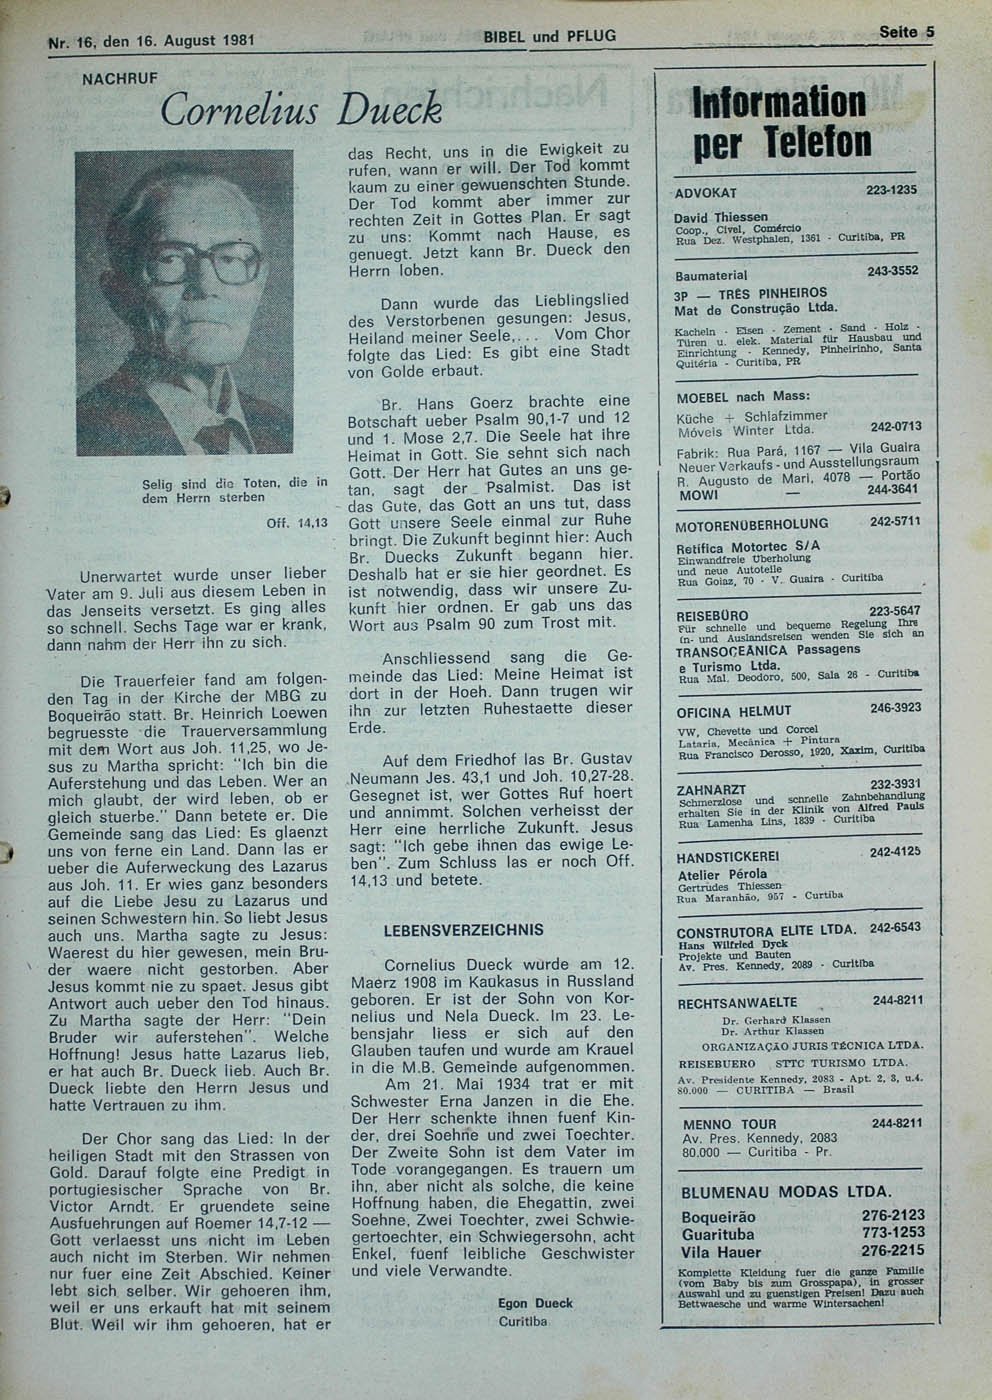 Nr. 16, den 16. August 1981
BIBEL und PFLUG
Seite 5
NACHRUF
Cornelius Dueck
Selig sind die Toten, die in
dem Herrn sterben
Off. 14,13
Unerwartet wurde unser lieber
Vater am 9. Juli aus diesem Leben in
das Jenseits versetzt. Es ging alles
so schnell. Sechs Tage war er krank,
dann nahm der Herr ihn zu sich.
Die Trauerfeier fand am folgen-
den Tag in der Kirche der MBG zu
Boqueirão statt. Br. Heinrich Loewen
begruesste die Trauerversammlung
mit dem Wort aus Joh. 11,25, wo Je-
sus zu Martha spricht: "Ich bin die
Auferstehung und das Leben. Wer an
mich glaubt, der wird leben, ob er
gleich stuerbe." Dann betete er. Die
Gemeinde sang das Lied: Es glaenzt
uns von ferne ein Land. Dann las er
ueber die Auferweckung des Lazarus
aus Joh. 11. Er wies ganz besonders
auf die Liebe Jesu zu Lazarus und
seinen Schwestern hin. So liebt Jesus
auch uns. Martha sagte zu Jesus:
Waerest du hier gewesen, mein Bru-
der waere nicht gestorben. Aber
Jesus kommt nie zu spaet. Jesus gibt
Antwort auch ueber den Tod hinaus.
Zu Martha sagte der Herr: "Dein
Bruder wir auferstehen". Welche
Hoffnung! Jesus hatte Lazarus lieb,
er hat auch Br. Dueck lieb. Auch Br.
Dueck liebte den Herrn Jesus und
hatte Vertrauen zu ihm.
Der Chor sang das Lied: In der
heiligen Stadt mit den Strassen von
Gold. Darauf folgte eine Predigt in
portugiesischer Sprache von Br.
Victor Arndt. Er gruendete seine
Ausfuehrungen auf Roemer 14,7-12 —
Gott verlaesst uns nicht im Leben
auch nicht im Sterben. Wir nehmen
nur fuer eine Zeit Abschied. Keiner
lebt sich selber. Wir gehoeren ihm,
weil er uns erkauft hat mit seinem
Blut. Weil wir ihm gehoeren, hat er
das Recht, uns in die Ewigkeit zu
rufen, wann er will. Der Tod kommt
kaum zu einer gewuenschten Stunde.
Der Tod kommt aber immer zur
rechten Zeit in Gottes Plan. Er sagt
zu uns: Kommt nach Hause, es
genuegt. Jetzt kann Br. Dueck den
Herrn loben.
Dann wurde das Lieblingslied
des Verstorbenen gesungen: Jesus,
Heiland meiner Seele,... Vom Chor
folgte das Lied: Es gibt eine Stadt
von Golde erbaut.
Br. Hans Goerz brachte eine
Botschaft ueber Psalm 90,1-7 und 12
und 1. Mose 2,7. Die Seele hat ihre
Heimat in Gott. Sie sehnt sich nach
Gott. Der Herr hat Gutes an uns ge-
tan, sagt der Psalmist. Das ist
das Gute, das Gott an uns tut, dass
Gott unsere Seele einmal zur Ruhe
bringt. Die Zukunft beginnt hier: Auch
Br. Duecks Zukunft begann hier.
Deshalb hat er sie hier geordnet. Es
ist notwendig, dass wir unsere Zu-
kunft hier ordnen. Er gab uns das
Wort aus Psalm 90 zum Trost mit.
Anschliessend sang die Ge-
meinde das Lied: Meine Heimat ist
dort in der Hoeh. Dann trugen wir
ihn zur letzten Ruhestaette dieser
Erde.
Auf dem Friedhof las Br. Gustav
Neumann Jes. 43,1 und Joh. 10,27-28.
Gesegnet ist, wer Gottes Ruf hoert
und annimmt. Solchen verheisst der
Herr eine herrliche Zukunft. Jesus
sagt: "Ich gebe ihnen das ewige Le-
ben". Zum Schluss las er noch Off.
14,13 und betete.
LEBENSVERZEICHNIS
Cornelius Dueck wurde am 12.
Maerz 1908 im Kaukasus in Russland
geboren. Er ist der Sohn von Kor-
nelius und Nela Dueck. Im 23. Le-
bensjahr liess er sich auf den
Glauben taufen und wurde am Krauel
in die M.B. Gemeinde aufgenommen.
Am 21. Mai 1934 trat er mit
Schwester Erna Janzen in die Ehe.
Der Herr schenkte ihnen fuenf Kin-
der, drei Soehne und zwei Toechter.
Der Zweite Sohn ist dem Vater im
Tode vorangegangen. Es trauern um
ihn, aber nicht als solche, die keine
Hoffnung haben, die Ehegattin, zwei
Soehne, Zwei Toechter, zwei Schwie-
gertoechter, ein Schwiegersohn, acht
Enkel, fuenf leibliche Geschwister
und viele Verwandte.
Egon Dueck
Curitiba
Information
per Telefon
ADVOKAT 223-1235
David Thiessen
Coop., Civel, Comércio
Rua Dez. Westphalen, 1361 - Curitiba, PR
Baumaterial 243-3552
3P — TRÊS PINHEIROS
Mat de Construção Ltda.
Kacheln - Eisen - Zement - Sand - Holz -
Türen u. elek. Material für Hausbau und
Einrichtung - Kennedy, Pinheirinho, Santa
Quitéria - Curitiba, PR
MOEBEL nach Mass:
Küche + Schlafzimmer
Móveis Winter Ltda. 242-0713
Fabrik: Rua Pará, 1167 — Vila Guaira
Neuer Verkaufs - und Ausstellungsraum
R. Augusto de Mari, 4078 — Portão
MOWI — 244-3641
MOTORENÜBERHOLUNG 242-5711
Retifica Motortec S/A
Einwandfreie Überholung
und neue Autoteile
Rua Goiaz, 70 - V. Guaira - Curitiba
REISEBÜRO 223-5647
Für schnelle und bequeme Regelung Ihre
In- und Auslandsreisen wenden Sie sich an
TRANSOCEÂNICA Passagens
e Turismo Ltda.
Rua Mal. Deodoro, 500, Sala 26 - Curitiba
OFICINA HELMUT 246-3923
VW, Chevette und Corcel
Lataria, Mecânica + Pintura
Rua Francisco Derosso, 1920, Xaxim, Curitiba
ZAHNARZT 232-3931
Schmerzlose und schnelle Zahnbehandlung
erhalten Sie in der Klinik von Alfred Pauls
Rua Lamenha Lins, 1839 - Curitiba
HANDSTICKEREI 242-4125
Atelier Pérola
Gertrudes Thiessen
Rua Maranhão, 957 - Curtiba
CONSTRUTORA ELITE LTDA. 242-6543
Hans Wilfried Dyck
Projekte und Bauten
Av. Pres. Kennedy, 2089 - Curitiba
RECHTSANWAELTE 244-8211
Dr. Gerhard Klassen
Dr. Arthur Klassen
ORGANIZAÇÃO JURIS TÉCNICA LTDA.
REISEBUERO STTC TURISMO LTDA.
Av. Presidente Kennedy, 2083 - Apt. 2, 3, u.4.
80.000 — CURITIBA — Brasil
MENNO TOUR 244-8211
Av. Pres. Kennedy, 2083
80.000 — Curitiba - Pr.
BLUMENAU MODAS LTDA.
Boqueirão 276-2123
Guarituba 773-1253
Vila Hauer 276-2215
Komplette Kleidung fuer die ganze Familie
(vom Baby bis zum Grosspapa), in grosser
Auswahl und zu guenstigen Preisen! Dazu auch
Bettwaesche und warme Wintersachen!